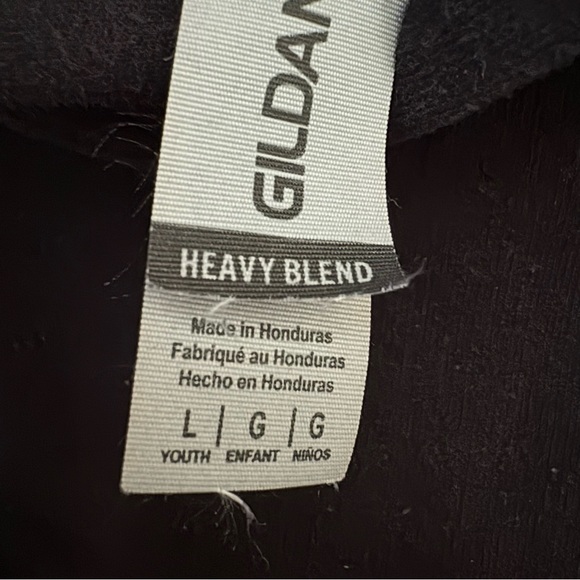 GILDAN
HEAVY BLEND
Made in Honduras
Fabriqué au Honduras
Hecho en Honduras
L | G | G
YOUTH ENFANT NIÑOS